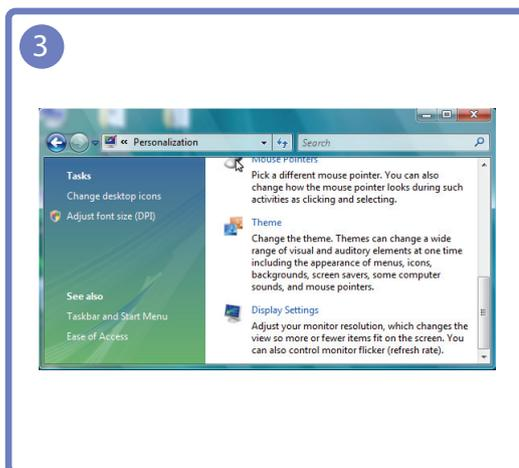 3
« Personalization
Search
Tasks
Change desktop icons
Adjust font size (DPI)
See also
Taskbar and Start Menu
Ease of Access
Mouse Pointers
Pick a different mouse pointer. You can also
change how the mouse pointer looks during such
activities as clicking and selecting.
Theme
Change the theme. Themes can change a wide
range of visual and auditory elements at one time
including the appearance of menus, icons,
backgrounds, screen savers, some computer
sounds, and mouse pointers.
Display Settings
Adjust your monitor resolution, which changes the
view so more or fewer items fit on the screen. You
can also control monitor flicker (refresh rate).